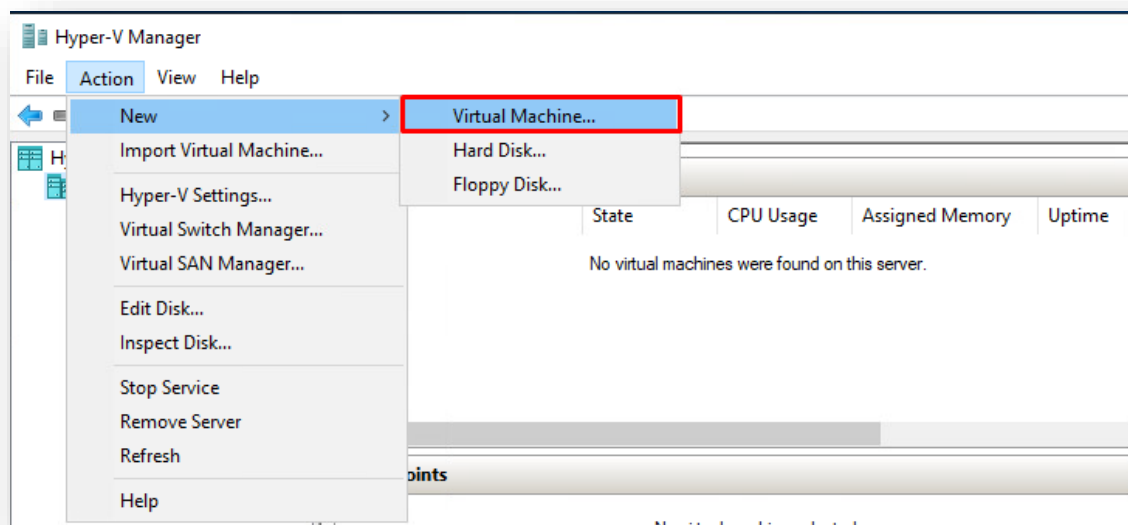 Hyper-V Manager
File Action View Help
New > Virtual Machine...
Import Virtual Machine... Hard Disk...
Floppy Disk...
Hyper-V Settings...
State CPU Usage Assigned Memory Uptime
Virtual Switch Manager...
Virtual SAN Manager... No virtual machines were found on this server.
Edit Disk...
Inspect Disk...
Stop Service
Remove Server
Refresh
oints
Help